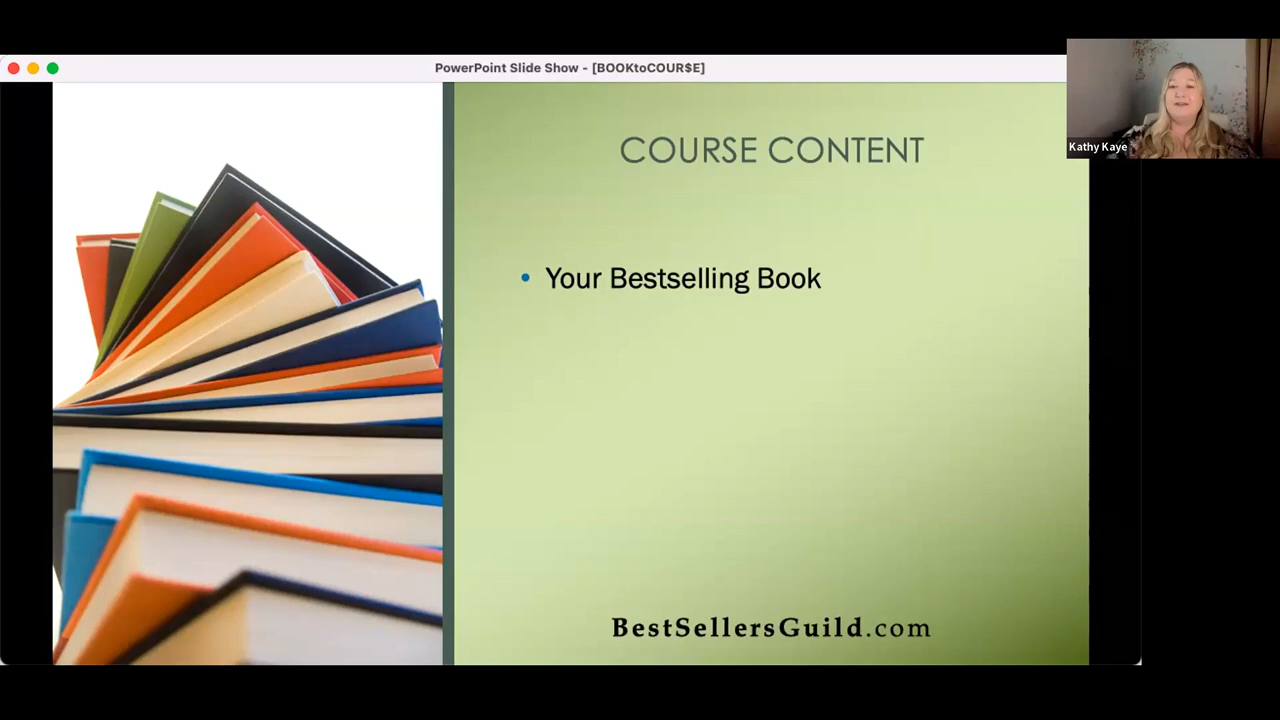 PowerPoint Slide Show - [BOOKtoCOUR$E]
Kathy Kaye
COURSE CONTENT
• Your Bestselling Book
BestSellersGuild.com